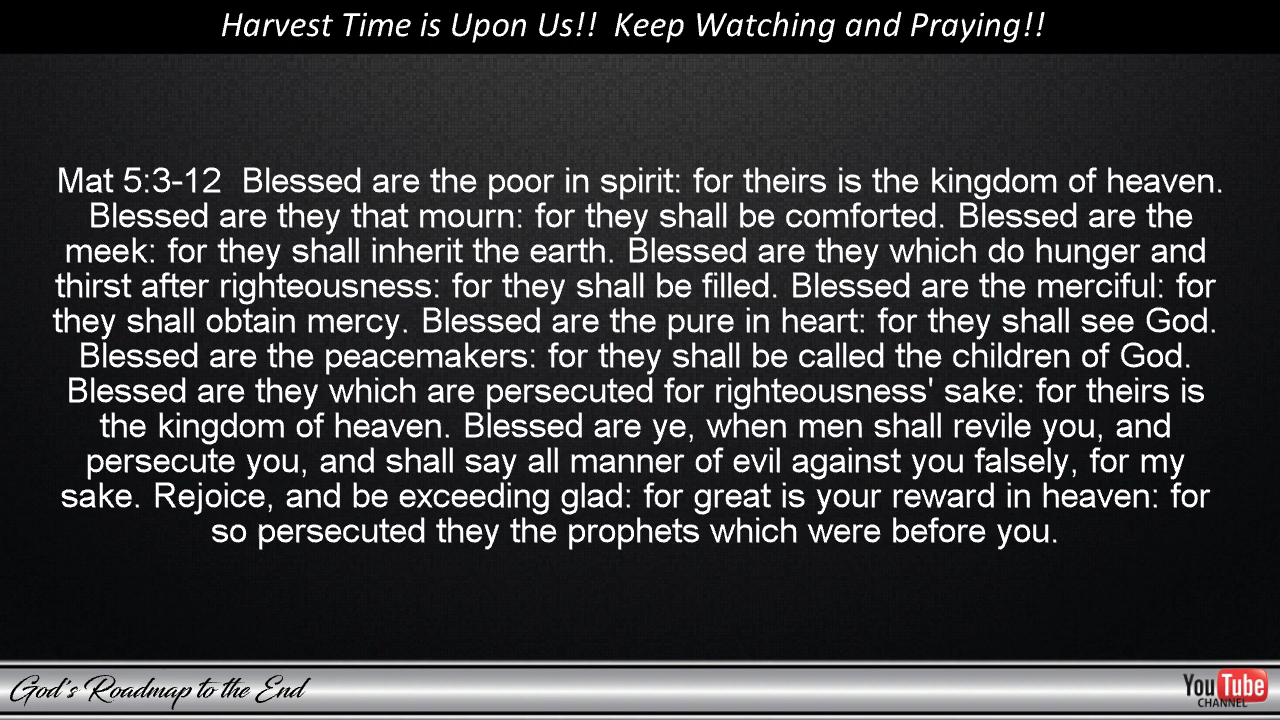 Harvest Time is Upon Us!!  Keep Watching and Praying!!
Mat 5:3-12  Blessed are the poor in spirit: for theirs is the kingdom of heaven.
Blessed are they that mourn: for they shall be comforted. Blessed are the
meek: for they shall inherit the earth. Blessed are they which do hunger and
thirst after righteousness: for they shall be filled. Blessed are the merciful: for
they shall obtain mercy. Blessed are the pure in heart: for they shall see God.
Blessed are the peacemakers: for they shall be called the children of God.
Blessed are they which are persecuted for righteousness' sake: for theirs is
the kingdom of heaven. Blessed are ye, when men shall revile you, and
persecute you, and shall say all manner of evil against you falsely, for my
sake. Rejoice, and be exceeding glad: for great is your reward in heaven: for
so persecuted they the prophets which were before you.
God's Roadmap to the End
YouTube
CHANNEL